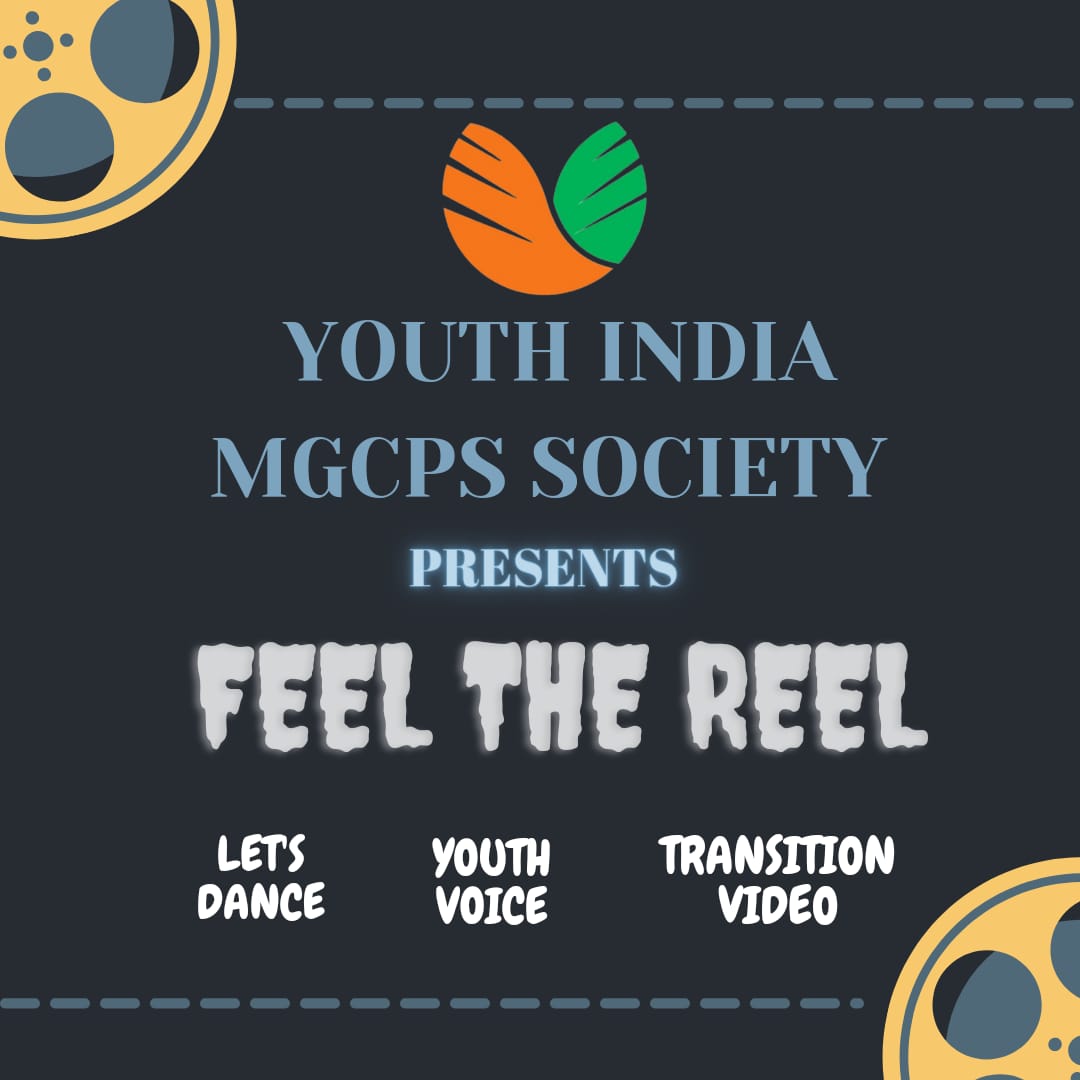 YOUTH INDIA
MGCPS SOCIETY
PRESENTS
FEEL THE REEL
LET'S
DANCE
YOUTH
VOICE
TRANSITION
VIDEO